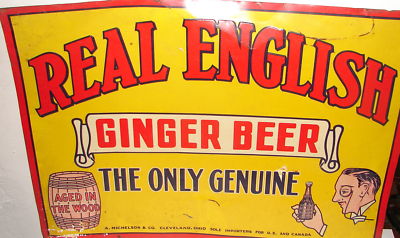 REAL ENGLISH
GINGER BEER
THE ONLY GENUINE
AGED IN
THE WOOD
A. MICHELSON & CO. CLEVELAND, OHIO SOLE IMPORTERS FOR U.S. AND CANADA